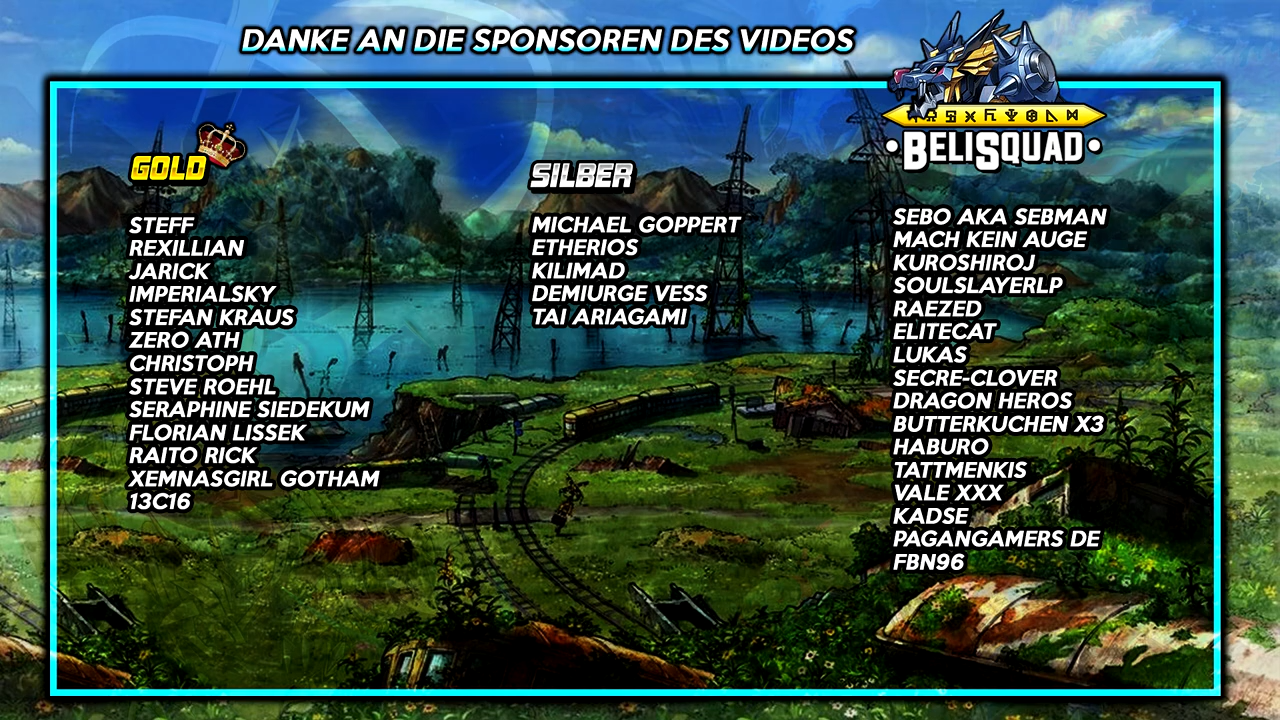 DANKE AN DIE SPONSOREN DES VIDEOS
GOLD
STEFF
REXILLIAN
JARICK
IMPERIALSKY
STEFAN KRAUS
ZERO ATH
CHRISTOPH
STEVE ROEHL
SERAPHINE SIEDEKUM
FLORIAN LISSEK
RAITO RICK
XEMNASGIRL GOTHAM
13C16
SILBER
MICHAEL GOPPERT
ETHERIOS
KILIMAD
DEMIURGE VESS
TAI ARIAGAMI
•BELISQUAD•
SEBO AKA SEBMAN
MACH KEIN AUGE
KUROSHIROJ
SOULSLAYERLP
RAEZED
ELITECAT
LUKAS
SECRE-CLOVER
DRAGON HEROS
BUTTERKUCHEN X3
HABURO
TATTMENKIS
VALE XXX
KADSE
PAGANGAMERS DE
FBN96